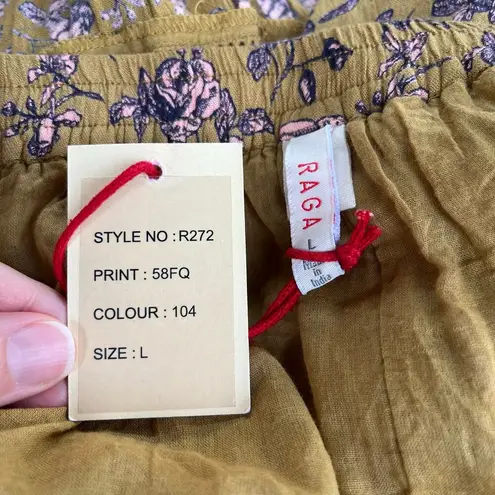 STYLE NO : R272
PRINT : 58FQ
COLOUR : 104
SIZE : L
RAGA
L
Made
in
India